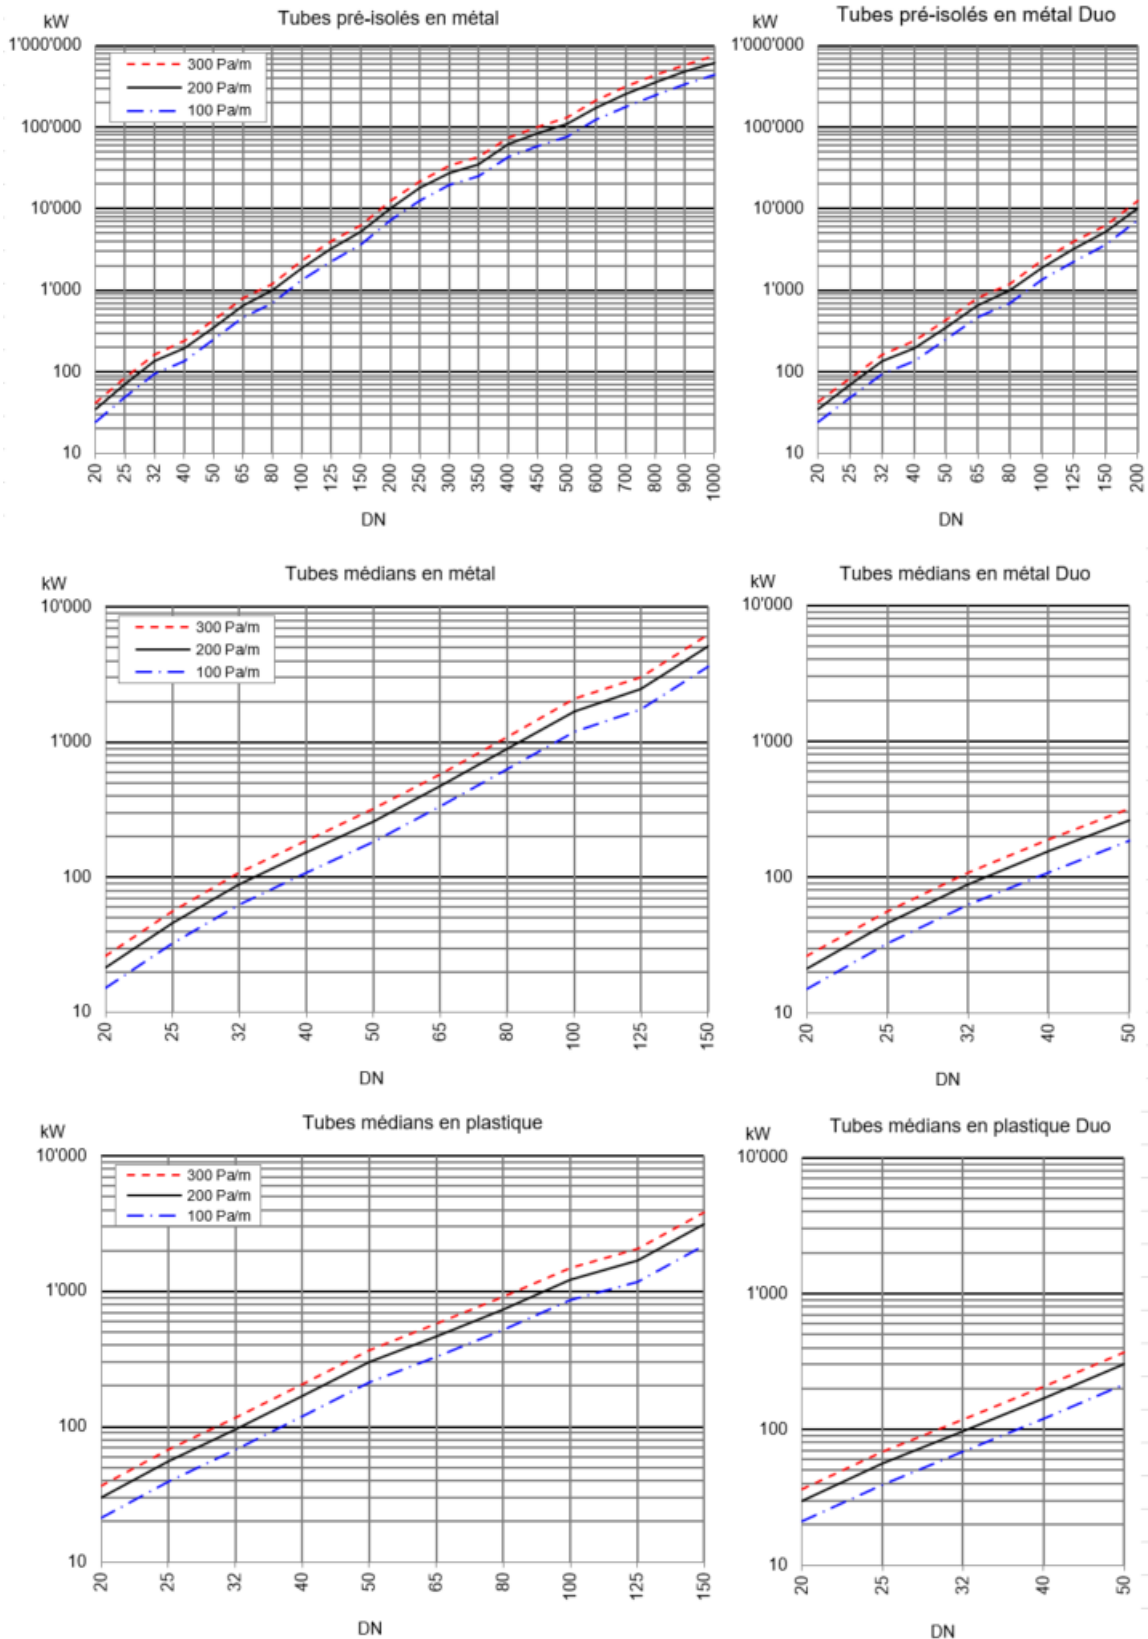 Tubes pré-isolés en métal
kW
1'000'000
100'000
10'000
1'000
100
10
300 Pa/m
200 Pa/m
100 Pa/m
20 25 32 40 50 65 80 100 125 150 200 250 300 350 400 450 500 600 700 800 900 1000
DN
Tubes pré-isolés en métal Duo
kW
1'000'000
100'000
10'000
1'000
100
10
20 25 32 40 50 65 80 100 125 150 200
DN
Tubes médians en métal
kW
10'000
1'000
100
10
300 Pa/m
200 Pa/m
100 Pa/m
20 25 32 40 50 65 80 100 125 150
DN
Tubes médians en métal Duo
kW
10'000
1'000
100
10
20 25 32 40 50
DN
Tubes médians en plastique
kW
10'000
1'000
100
10
300 Pa/m
200 Pa/m
100 Pa/m
20 25 32 40 50 65 80 100 125 150
DN
Tubes médians en plastique Duo
kW
10'000
1'000
100
10
20 25 32 40 50
DN